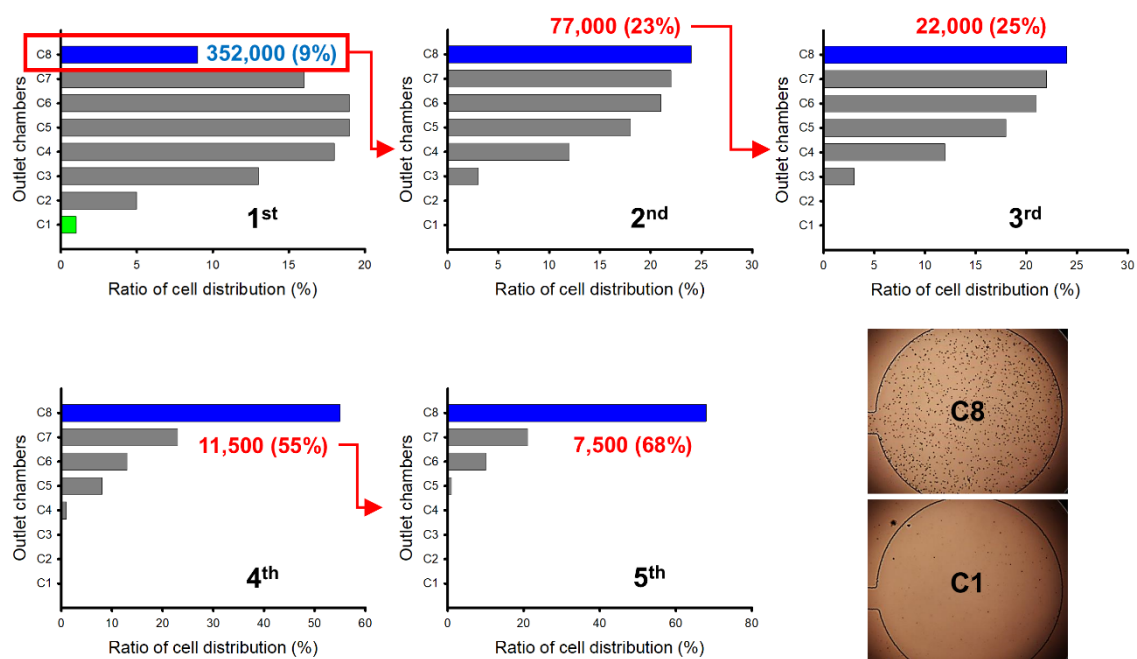 352,000 (9%)
Outlet chambers
C8
C7
C6
C5
C4
C3
C2
C1
1st
0 5 10 15 20
Ratio of cell distribution (%)
77,000 (23%)
Outlet chambers
C8
C7
C6
C5
C4
C3
C2
C1
2nd
0 5 10 15 20 25 30
Ratio of cell distribution (%)
22,000 (25%)
Outlet chambers
C8
C7
C6
C5
C4
C3
C2
C1
3rd
0 5 10 15 20 25 30
Ratio of cell distribution (%)
Outlet chambers
C8
C7
C6
C5
C4
C3
C2
C1
11,500 (55%)
4th
0 10 20 30 40 50 60
Ratio of cell distribution (%)
Outlet chambers
C8
C7
C6
C5
C4
C3
C2
C1
7,500 (68%)
5th
0 20 40 60 80
Ratio of cell distribution (%)
C8
C1